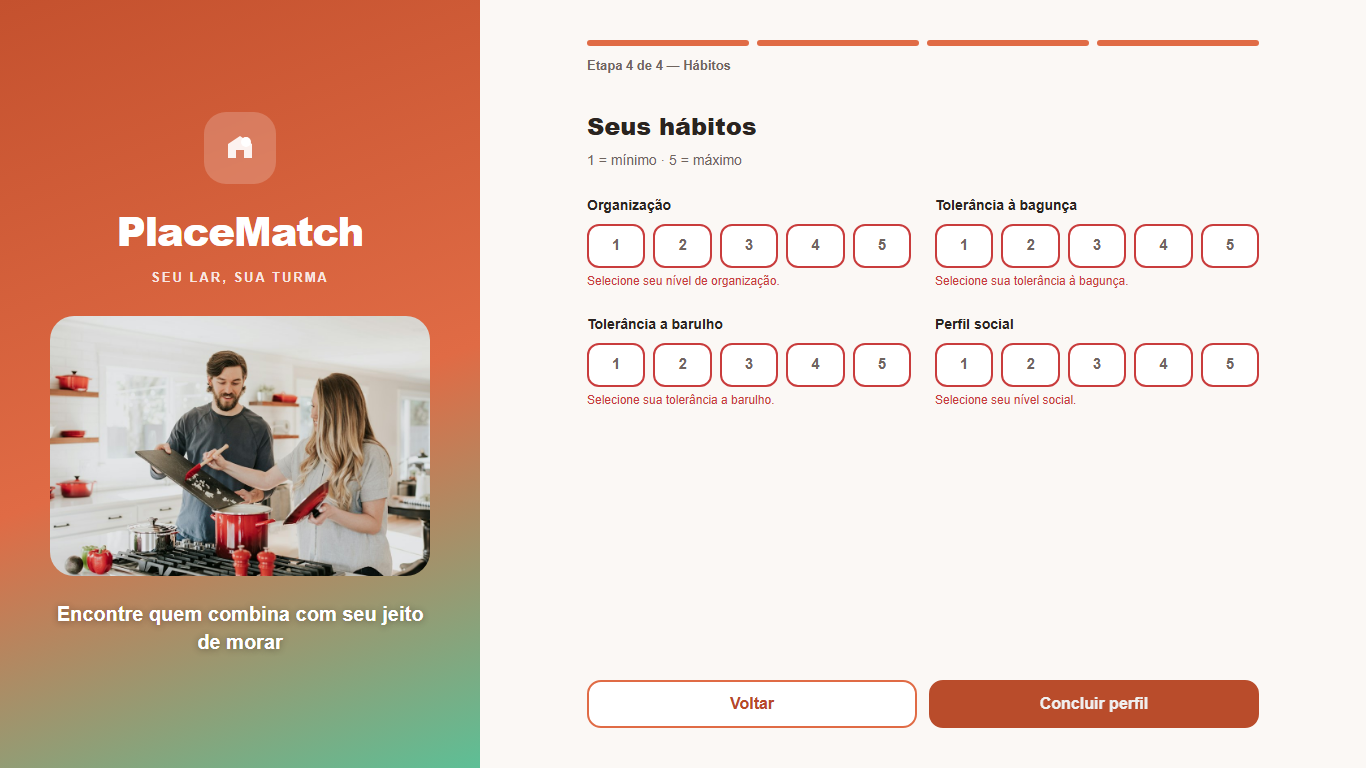 PlaceMatch
SEU LAR, SUA TURMA
Encontre quem combina com seu jeito
de morar
Etapa 4 de 4 — Hábitos
Seus hábitos
1 = mínimo · 5 = máximo
Organização
1 2 3 4 5
Selecione seu nível de organização.
Tolerância à bagunça
1 2 3 4 5
Selecione sua tolerância à bagunça.
Tolerância a barulho
1 2 3 4 5
Selecione sua tolerância a barulho.
Perfil social
1 2 3 4 5
Selecione seu nível social.
Voltar
Concluir perfil